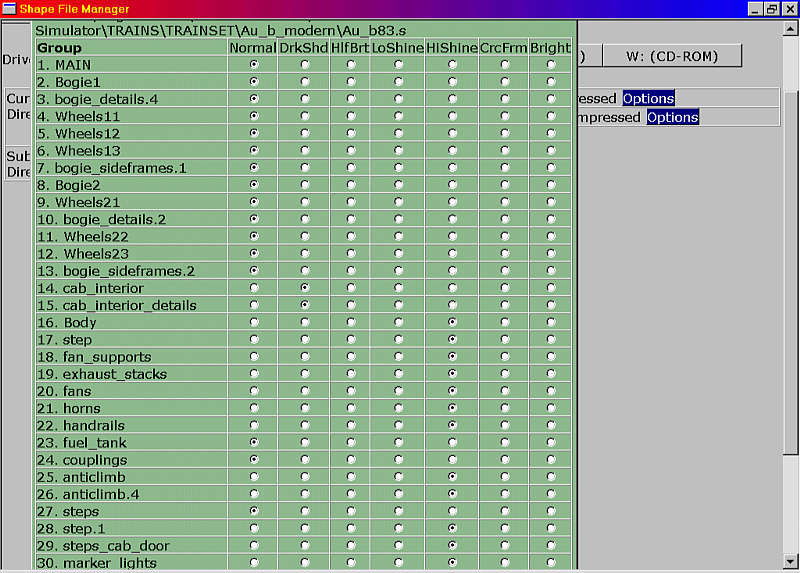 Shape File Manager
Simulator\TRAINS\TRAINSET\Au_b_modern\Au_b83.s
Group Normal DrkShd HlfBrt LoShine HiShine CrcFrm Bright
1. MAIN
2. Bogie1
3. bogie_details.4
4. Wheels11
5. Wheels12
6. Wheels13
7. bogie_sideframes.1
8. Bogie2
9. Wheels21
10. bogie_details.2
11. Wheels22
12. Wheels23
13. bogie_sideframes.2
14. cab_interior
15. cab_interior_details
16. Body
17. step
18. fan_supports
19. exhaust_stacks
20. fans
21. horns
22. handrails
23. fuel_tank
24. couplings
25. anticlimb
26. anticlimb.4
27. steps
28. step.1
29. steps_cab_door
30. marker_lights
Drive
Cur
Dire
Sub
Dire
) W: (CD-ROM)
ressed Options
mpressed Options